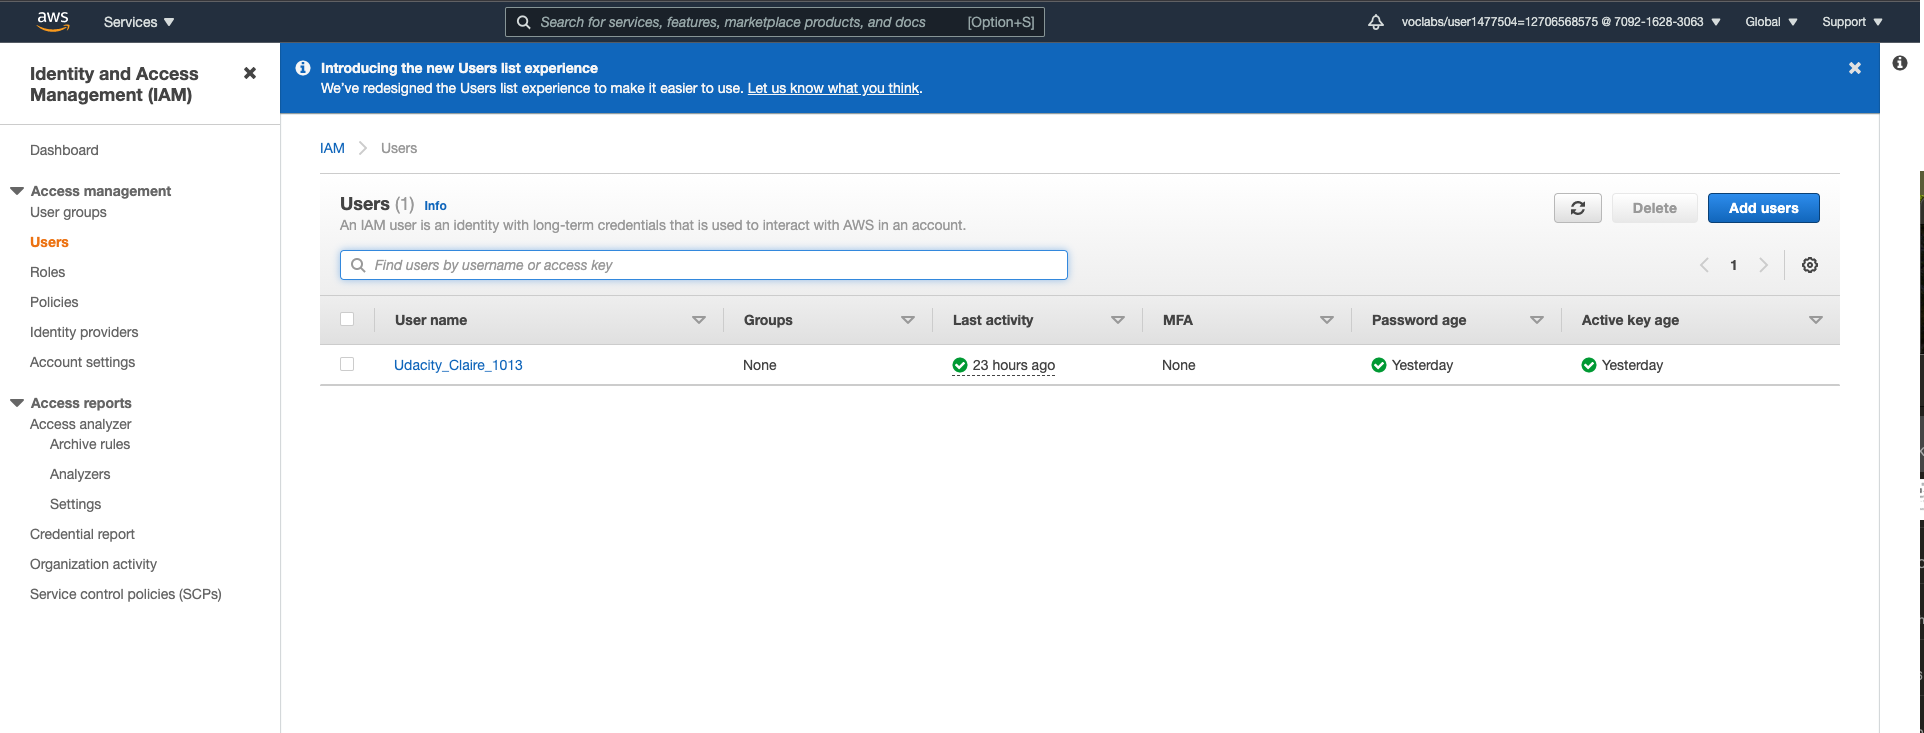 aws
Services
Search for services, features, marketplace products, and docs [Option+S]
voclabs/user1477504=12706568575 @ 7092-1628-3063
Global
Support
Identity and Access
Management (IAM)
Dashboard
Access management
User groups
Users
Roles
Policies
Identity providers
Account settings
Access reports
Access analyzer
Archive rules
Analyzers
Settings
Credential report
Organization activity
Service control policies (SCPs)
Introducing the new Users list experience
We've redesigned the Users list experience to make it easier to use. Let us know what you think.
IAM > Users
Users (1) Info
An IAM user is an identity with long-term credentials that is used to interact with AWS in an account.
Delete
Add users
Find users by username or access key
1
User name Groups Last activity MFA Password age Active key age
Udacity_Claire_1013 None 23 hours ago None Yesterday Yesterday